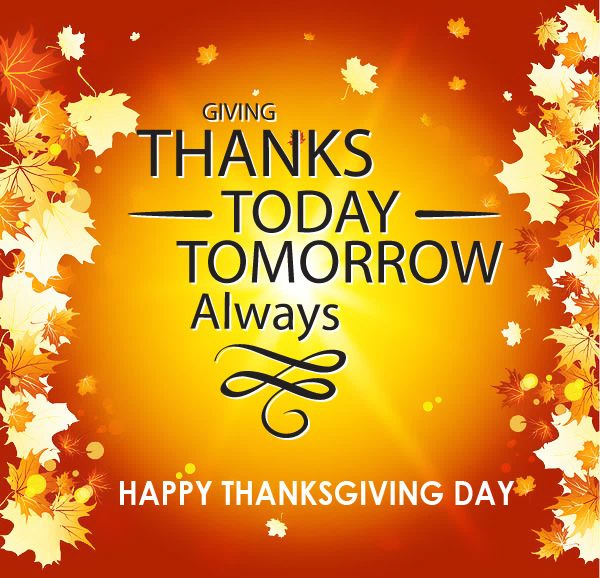 GIVING
THANKS
TODAY
TOMORROW
Always
HAPPY THANKSGIVING DAY